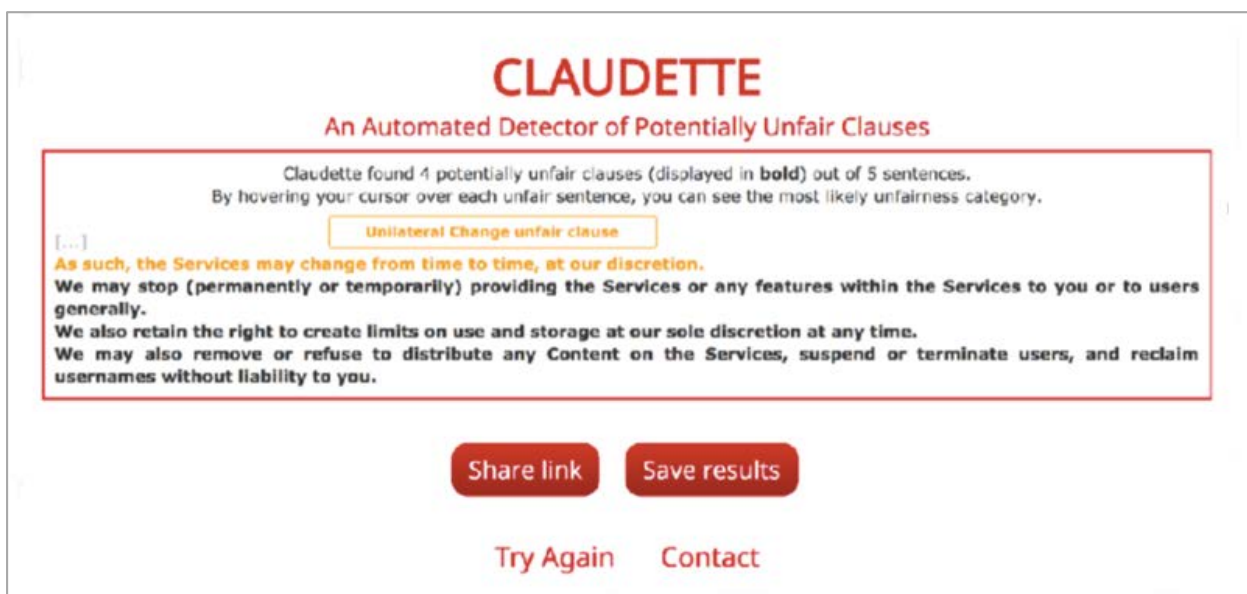 CLAUDETTE
An Automated Detector of Potentially Unfair Clauses
Claudette found 4 potentially unfair clauses (displayed in bold) out of 5 sentences.
By hovering your cursor over each unfair sentence, you can see the most likely unfairness category.
Unilateral Change unfair clause
[...]
As such, the Services may change from time to time, at our discretion.
We may stop (permanently or temporarily) providing the Services or any features within the Services to you or to users
generally.
We also retain the right to create limits on use and storage at our sole discretion at any time.
We may also remove or refuse to distribute any Content on the Services, suspend or terminate users, and reclaim
usernames without liability to you.
Share link Save results
Try Again Contact